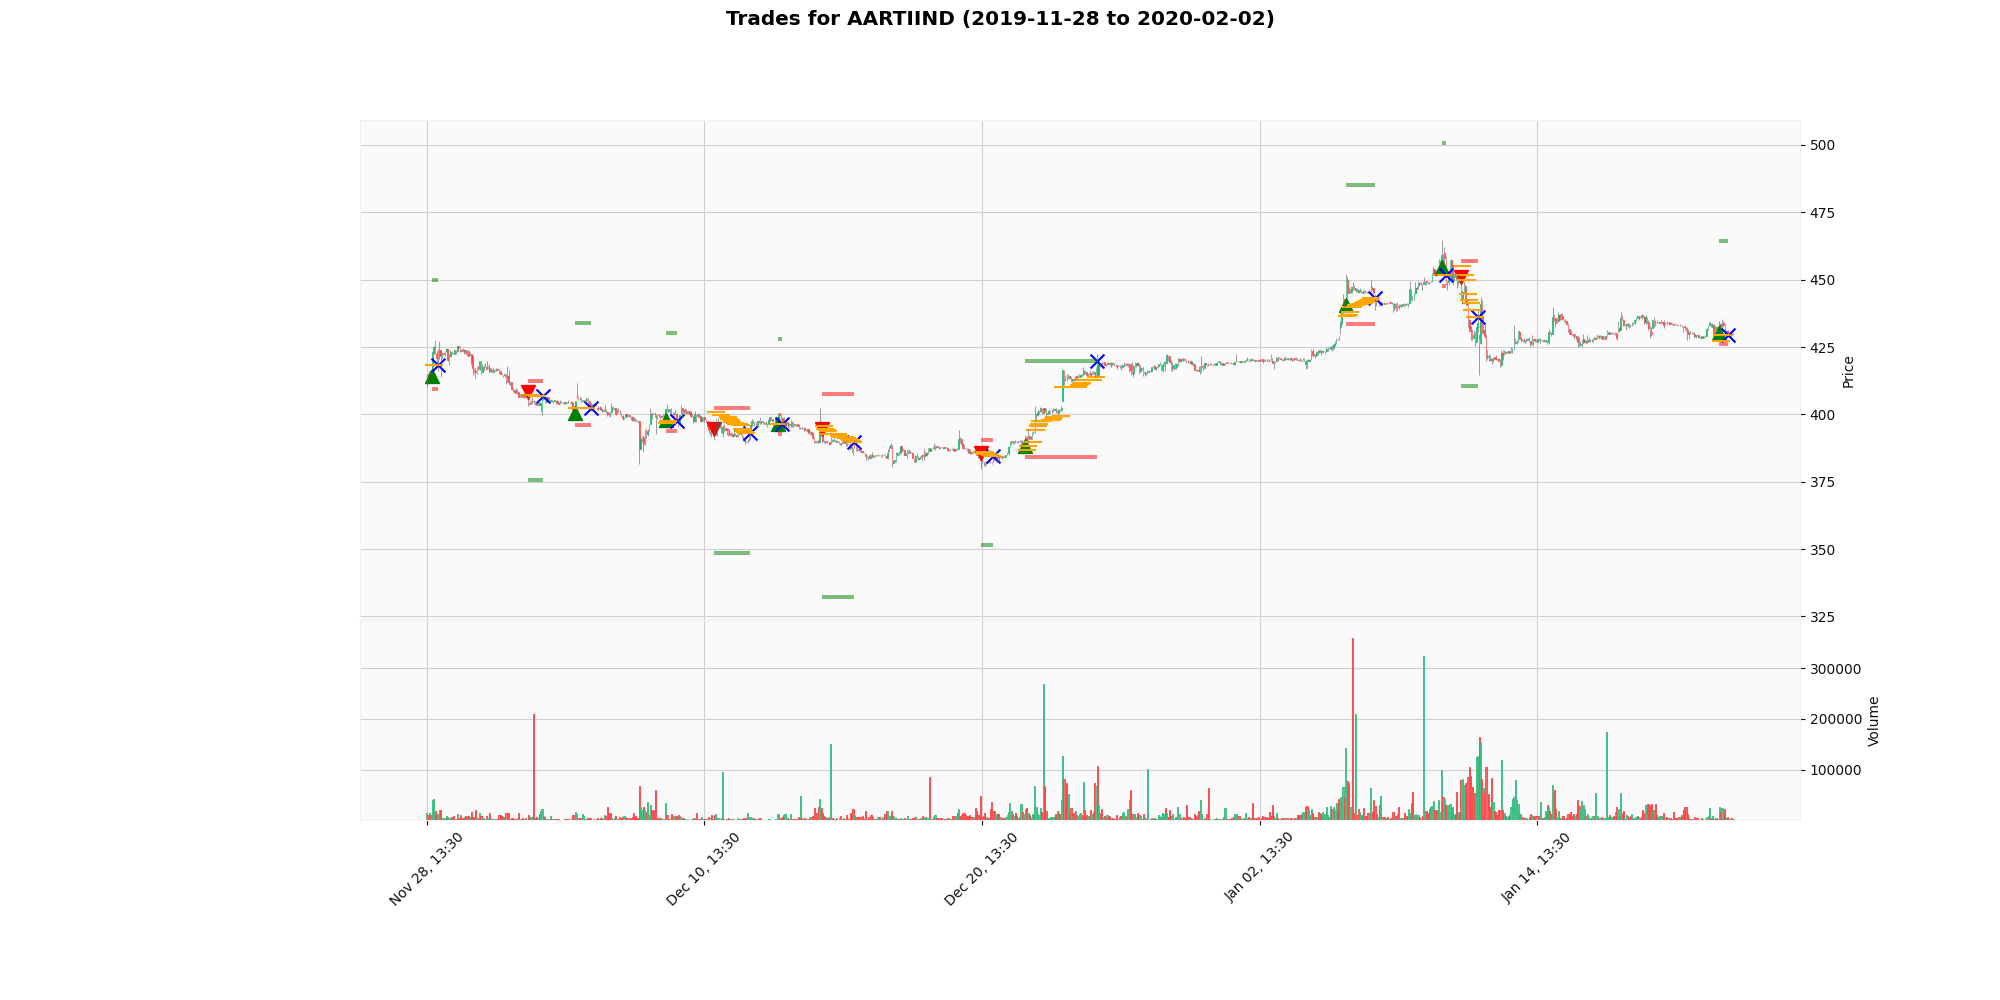 Trades for AARTIIND (2019-11-28 to 2020-02-02)
500
475
450
425
400
375
350
325
Price
300000
200000
100000
Volume
Nov 28, 13:30
Dec 10, 13:30
Dec 20, 13:30
Jan 02, 13:30
Jan 14, 13:30